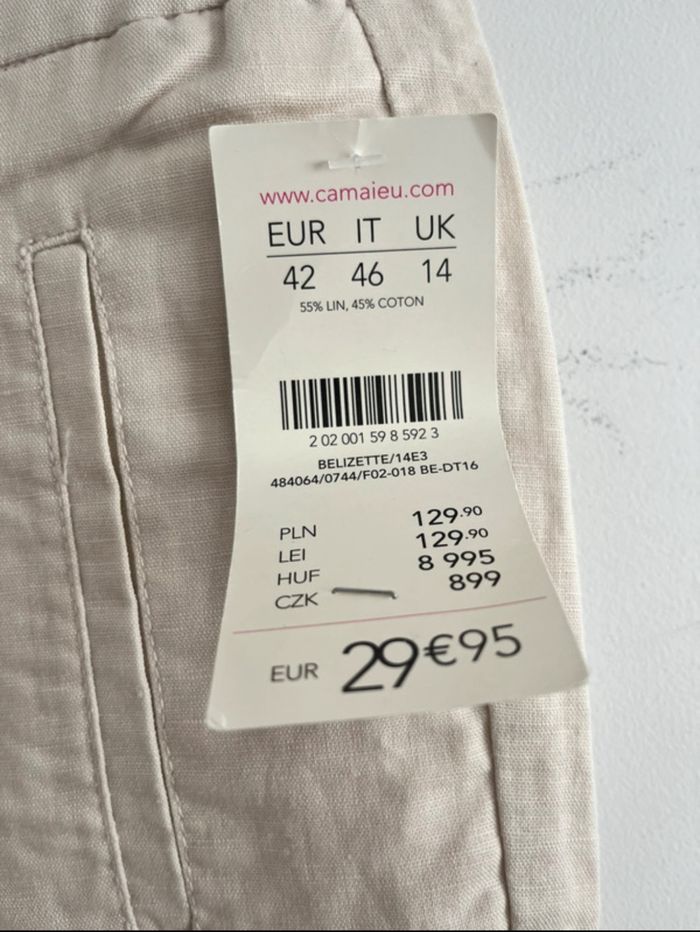 www.camaieu.com
EUR IT UK
42 46 14
55% LIN, 45% COTON
2 02 001 59 8 592 3
BELIZETTE/14E3
484064/0744/F02-018 BE-DT16
PLN 129.90
LEI 129.90
HUF 8 995
CZK 899
EUR 29€95